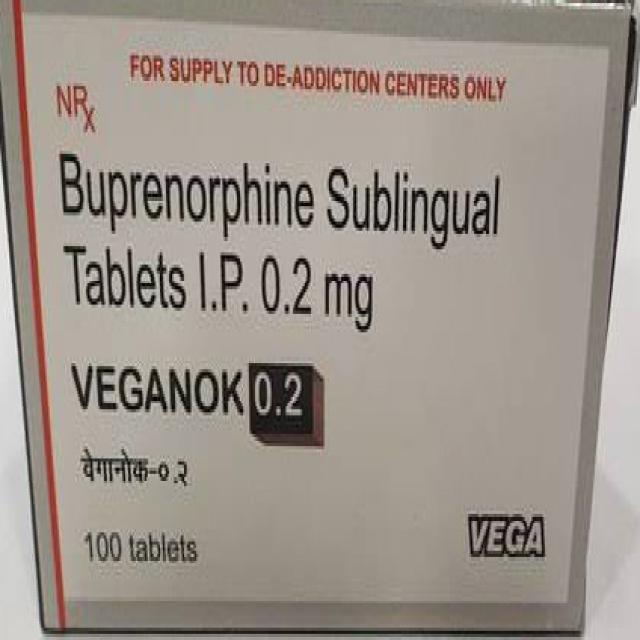 FOR SUPPLY TO DE-ADDICTION CENTERS ONLY
NRx
Buprenorphine Sublingual
Tablets I.P. 0.2 mg
VEGANOK 0.2
वेगानोक-०.२
100 tablets
VEGA